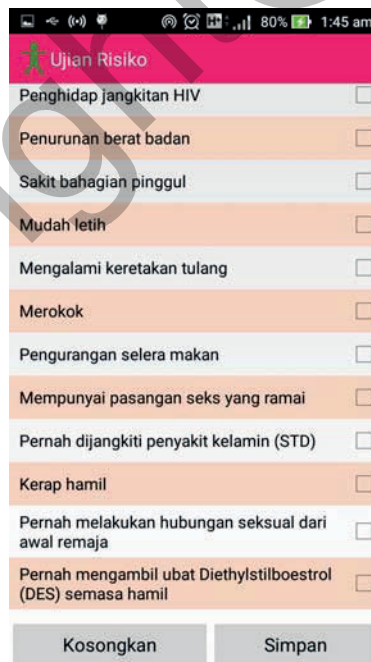 80% 1:45 am
Ujian Risiko
Penghidap jangkitan HIV
Penurunan berat badan
Sakit bahagian pinggul
Mudah letih
Mengalami keretakan tulang
Merokok
Pengurangan selera makan
Mempunyai pasangan seks yang ramai
Pernah dijangkiti penyakit kelamin (STD)
Kerap hamil
Pernah melakukan hubungan seksual dari
awal remaja
Pernah mengambil ubat Diethylstilboestrol
(DES) semasa hamil
Kosongkan Simpan